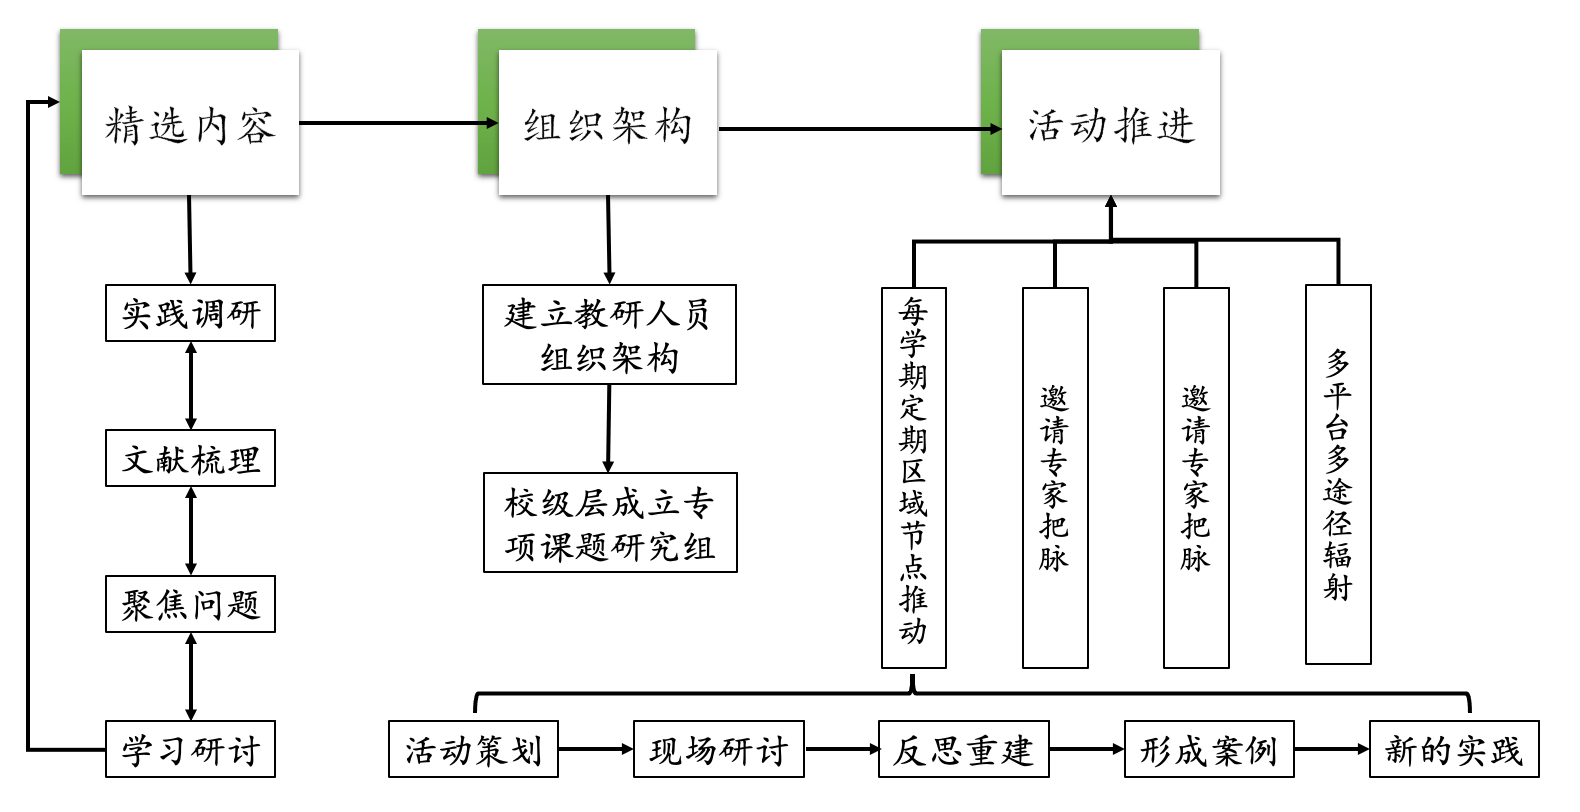 精选内容
组织架构
活动推进
实践调研
文献梳理
聚焦问题
学习研讨
建立教研人员
组织架构
校级层成立专
项课题研究组
每学期定期区域节点推动
邀请专家把脉
邀请专家把脉
多平台多途径辐射
活动策划
现场研讨
反思重建
形成案例
新的实践